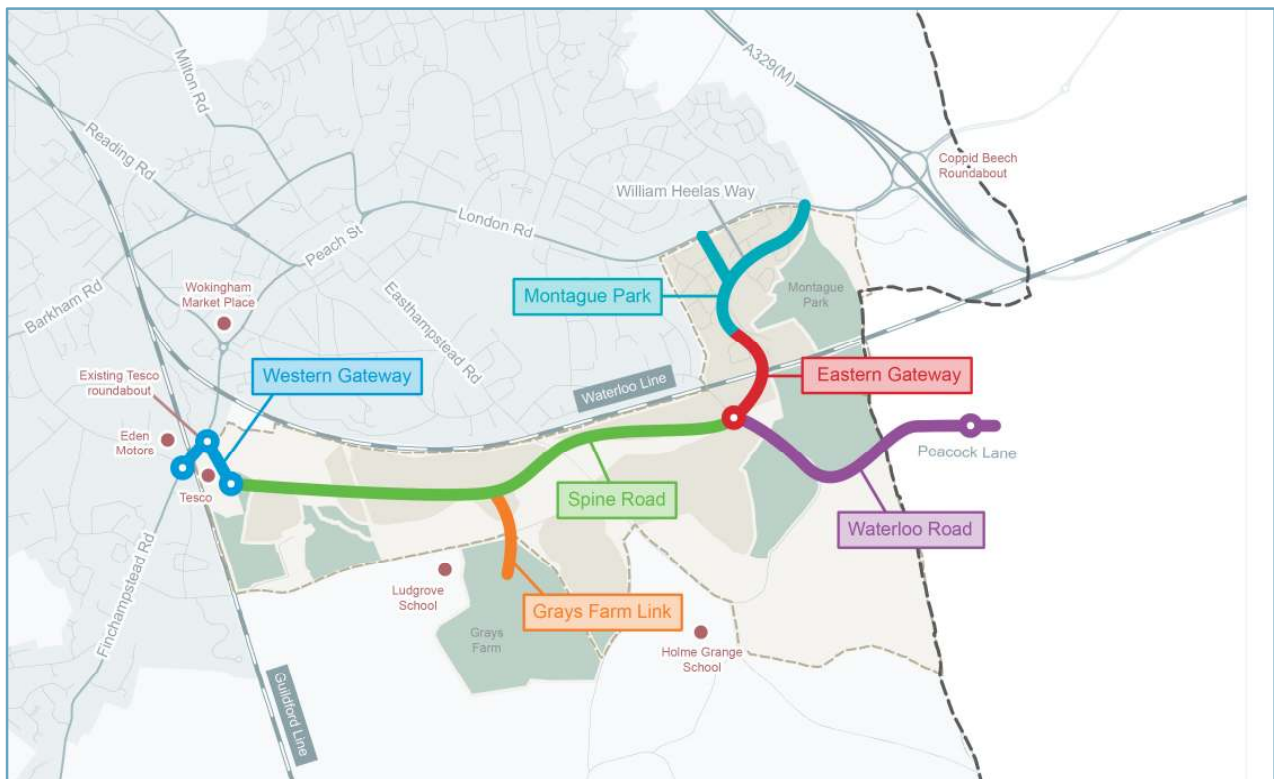 Milton Rd
A329(M)
Reading Rd
Coppid Beech
Roundabout
William Heelas Way
London Rd
Peach St
Montague Park
Montague
Park
Wokingham
Market Place
Barkham Rd
Easthampstead Rd
Existing Tesco
roundabout
Western Gateway
Waterloo Line
Eastern Gateway
Eden
Motors
Peacock Lane
Tesco
Spine Road
Waterloo Road
Finchampstead Rd
Ludgrove
School
Grays Farm Link
Grays
Farm
Holme Grange
School
Guildford Line